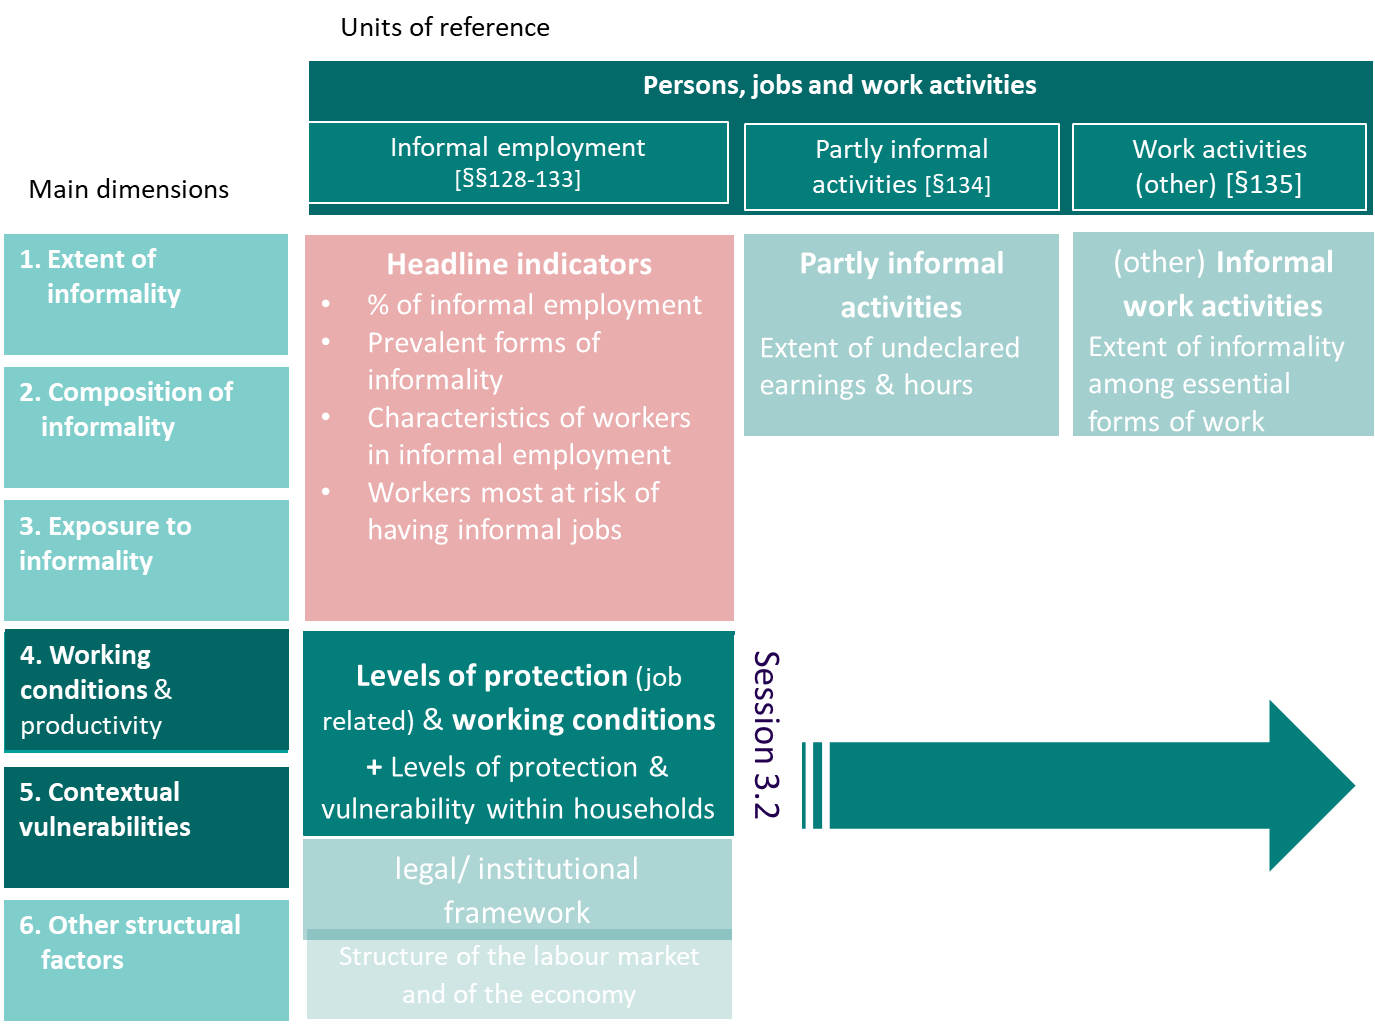 Units of reference
Persons, jobs and work activities
Informal employment
[§§128-133]
Partly informal
activities [§134]
Work activities
(other) [§135]
Main dimensions
1. Extent of
informality
2. Composition of
informality
3. Exposure to
informality
4. Working
conditions &
productivity
5. Contextual
vulnerabilities
6. Other structural
factors
Headline indicators
• % of informal employment
• Prevalent forms of
informality
• Characteristics of workers
in informal employment
• Workers most at risk of
having informal jobs
Partly informal
activities
Extent of undeclared
earnings & hours
(other) Informal
work activities
Extent of informality
among essential
forms of work
Levels of protection (job
related) & working conditions
+ Levels of protection &
vulnerability within households
legal/ institutional
framework
Structure of the labour market
and of the economy
Session 3.2